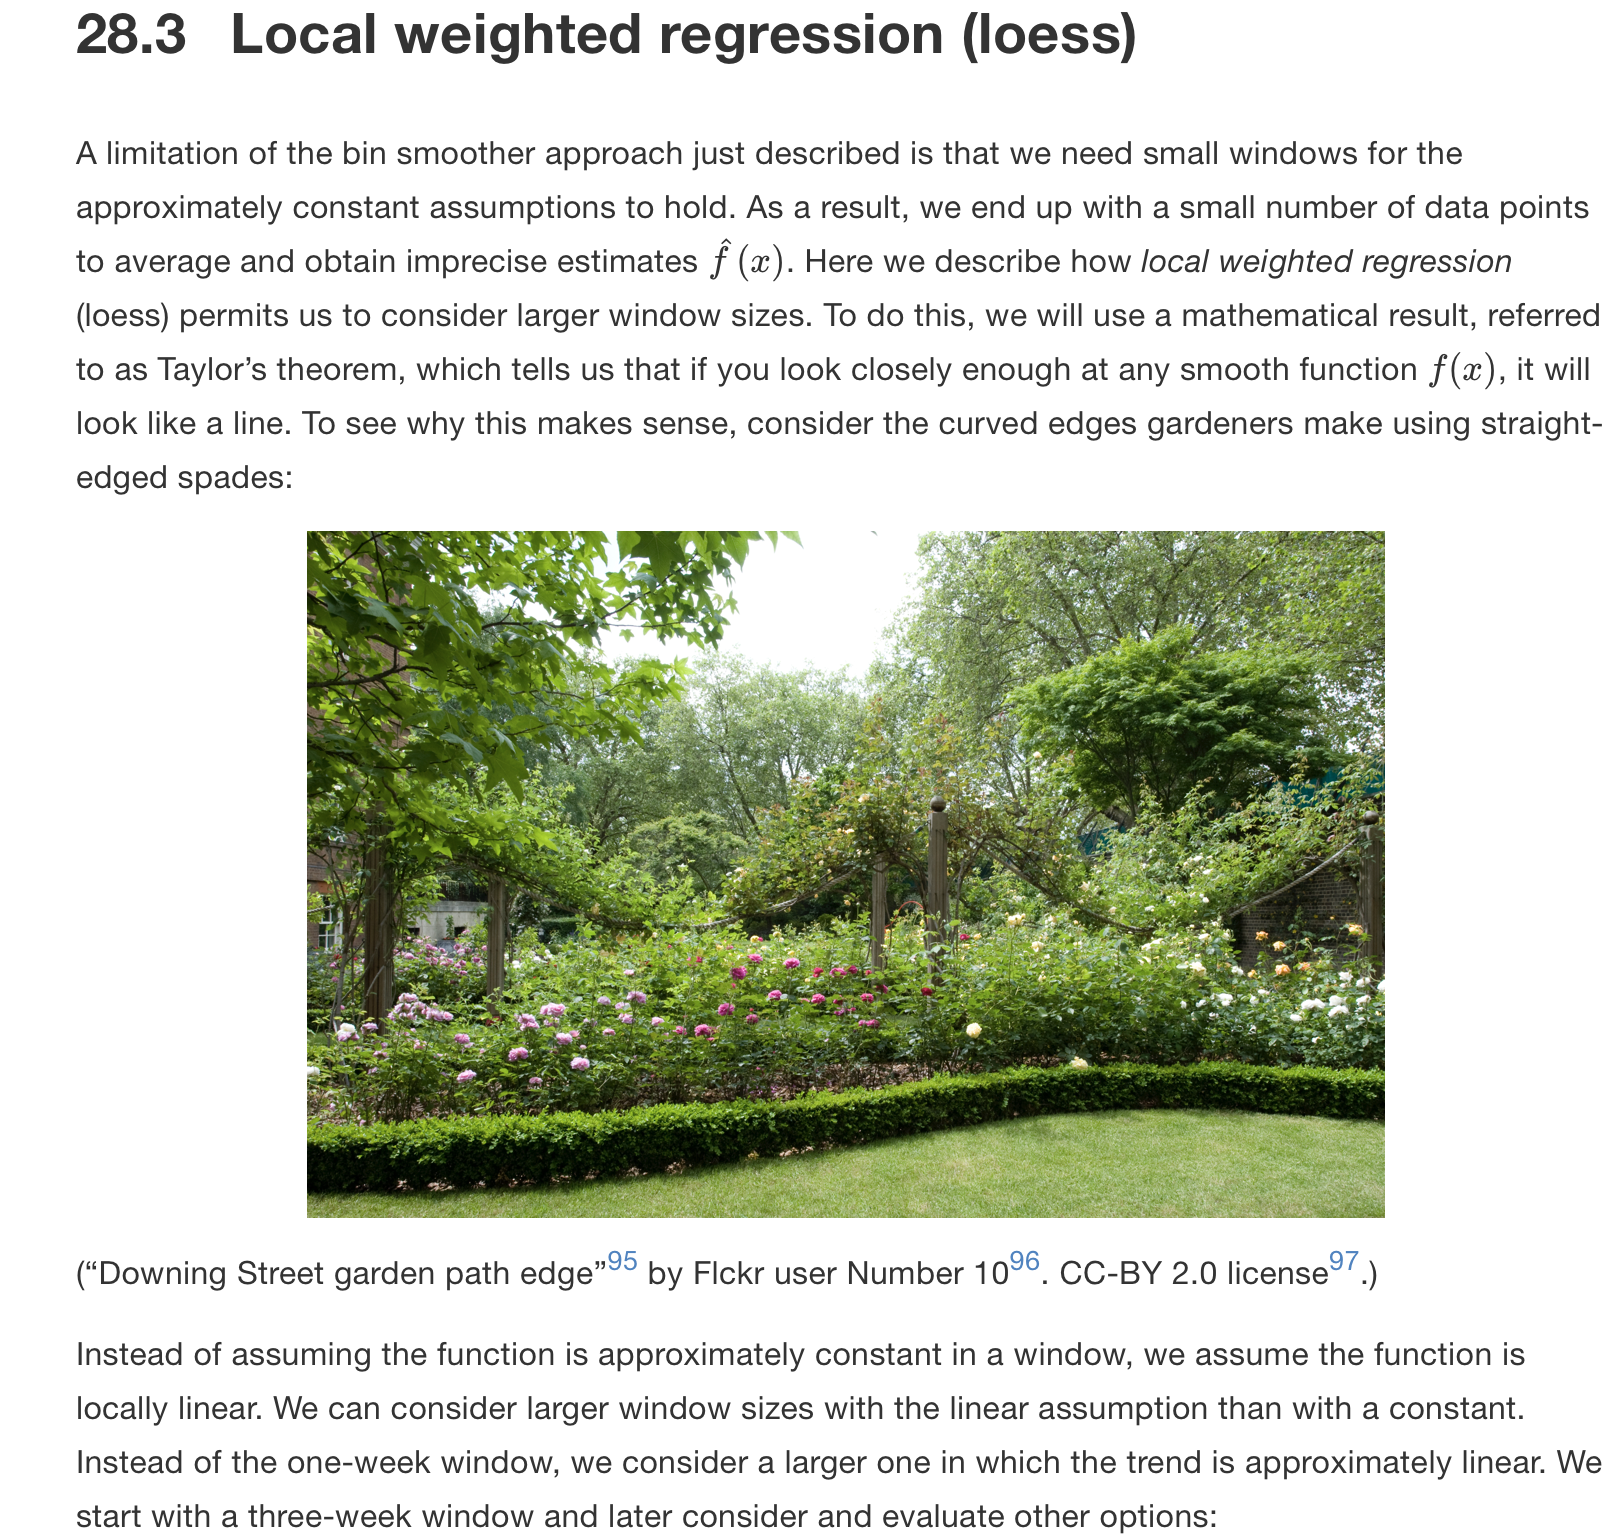 28.3 Local weighted regression (loess)
A limitation of the bin smoother approach just described is that we need small windows for the
approximately constant assumptions to hold. As a result, we end up with a small number of data points
to average and obtain imprecise estimates f̂ (x). Here we describe how local weighted regression
(loess) permits us to consider larger window sizes. To do this, we will use a mathematical result, referred
to as Taylor’s theorem, which tells us that if you look closely enough at any smooth function f(x), it will
look like a line. To see why this makes sense, consider the curved edges gardeners make using straight-
edged spades:
(“Downing Street garden path edge”95 by Flckr user Number 1096. CC-BY 2.0 license97.)
Instead of assuming the function is approximately constant in a window, we assume the function is
locally linear. We can consider larger window sizes with the linear assumption than with a constant.
Instead of the one-week window, we consider a larger one in which the trend is approximately linear. We
start with a three-week window and later consider and evaluate other options: